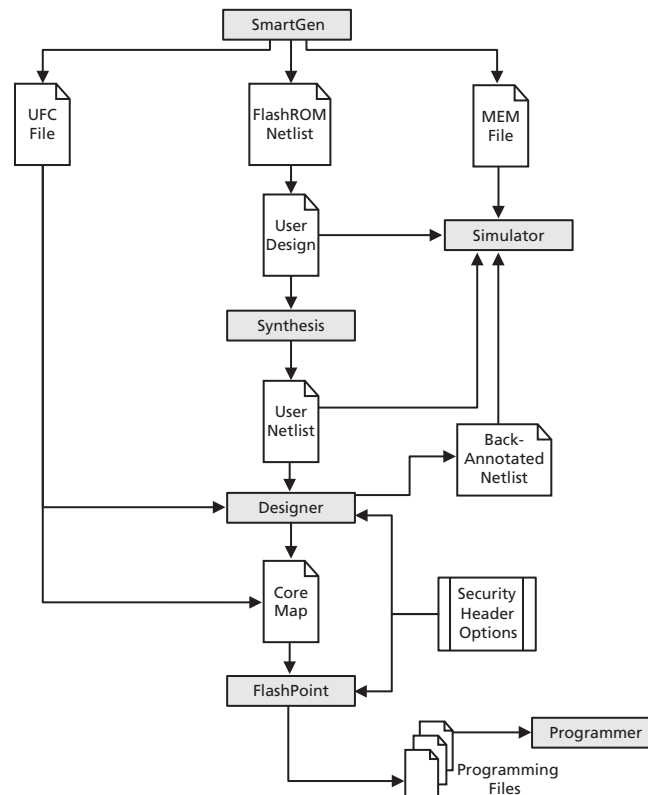 SmartGen
UFC
File
FlashROM
Netlist
MEM
File
User
Design
Simulator
Synthesis
User
Netlist
Back-
Annotated
Netlist
Designer
Core
Map
Security
Header
Options
FlashPoint
Programmer
Programming
Files